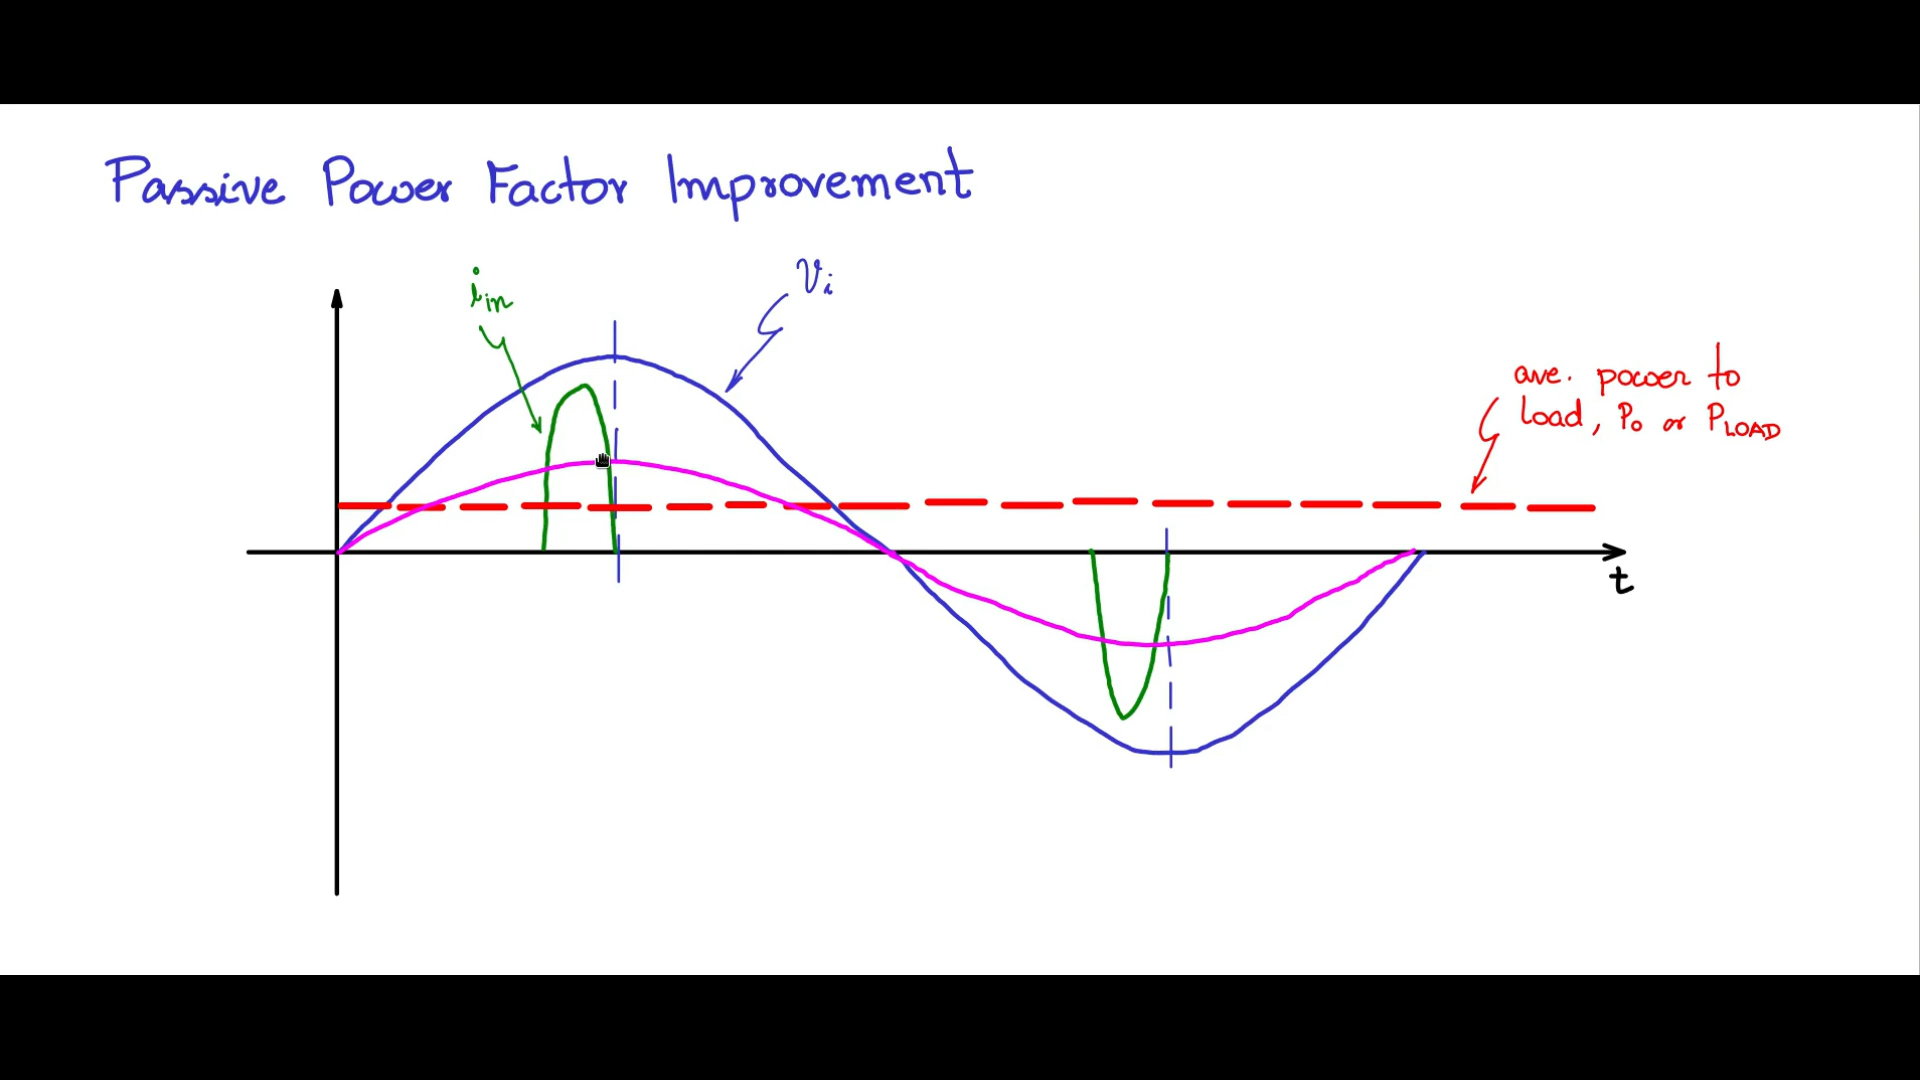 Passive Power Factor Improvement
i_in
v_i
ave. power to
load, P_o or P_LOAD
t